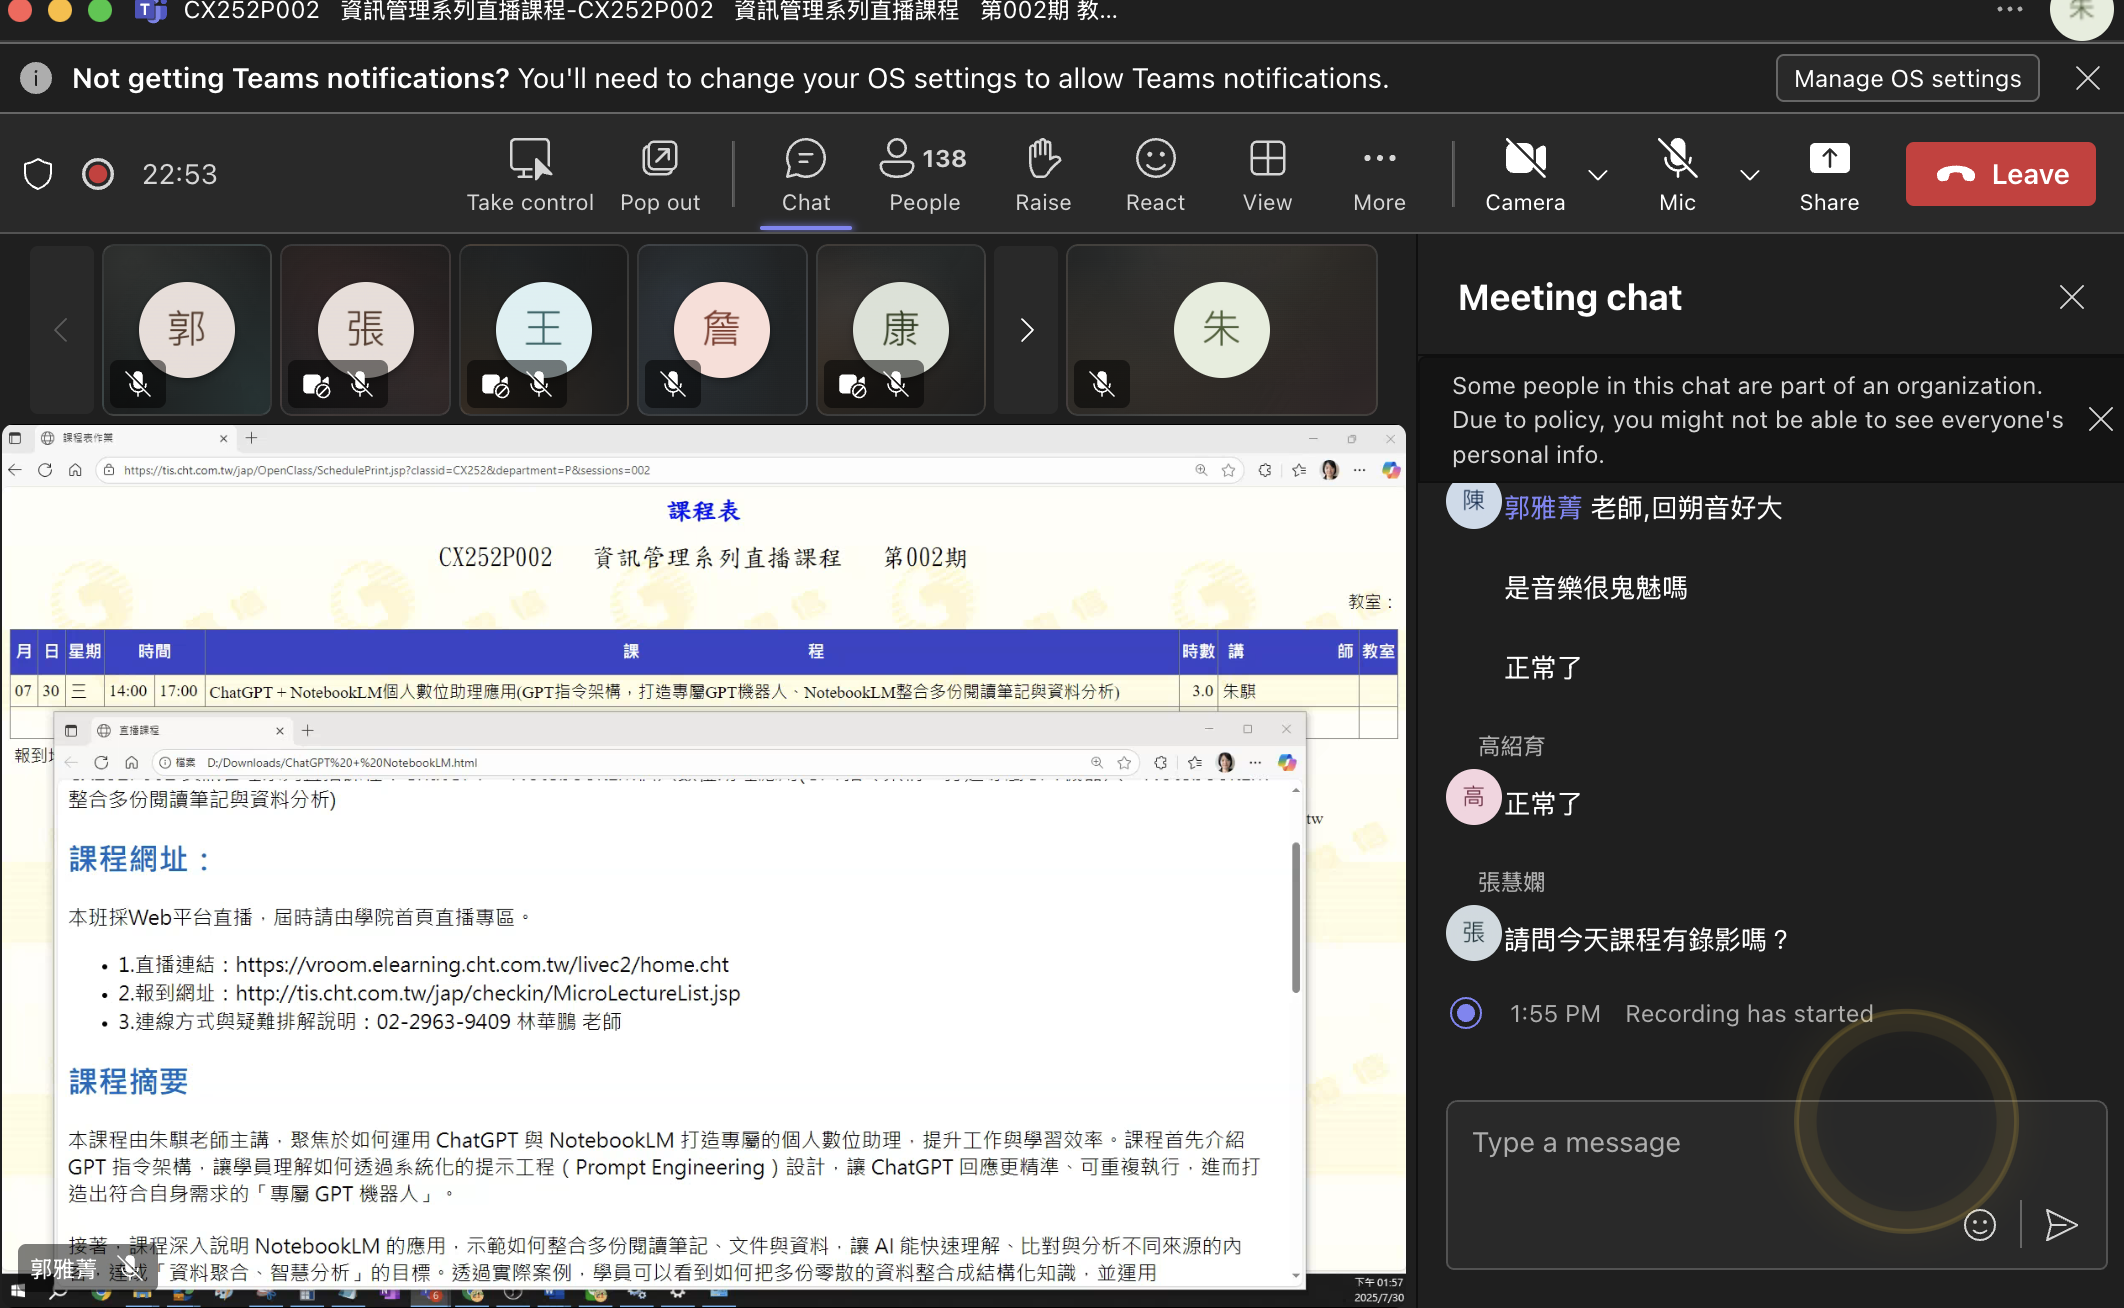 CX252P002 資訊管理系列直播課程-CX252P002 資訊管理系列直播課程 第002期 教...
朱
Not getting Teams notifications? You'll need to change your OS settings to allow Teams notifications.
Manage OS settings
22:53
Take control
Pop out
Chat
138
People
Raise
React
View
More
Camera
Mic
Share
Leave
郭
張
王
詹
康
朱
Meeting chat
Some people in this chat are part of an organization.
Due to policy, you might not be able to see everyone's
personal info.
陳
郭雅菁 老師,回朔音好大
是音樂很鬼魅嗎
正常了
高紹育
高
正常了
張慧嫻
張
請問今天課程有錄影嗎？
1:55 PM Recording has started
Type a message
課程表作業
https://tis.cht.com.tw/jap/OpenClass/SchedulePrint.jsp?classid=CX252&department=P&sessions=002
課程表
CX252P002 資訊管理系列直播課程 第002期
教室：
月 日 星期 時間 課 程 時數 講 師 教室
07 30 三 14:00 17:00 ChatGPT＋NotebookLM個人數位助理應用(GPT指令架構，打造專屬GPT機器人、NotebookLM整合多份閱讀筆記與資料分析) 3.0 朱騏
報到
tw
直播課程
檔案 D:/Downloads/ChatGPT%20+%20NotebookLM.html
整合多份閱讀筆記與資料分析)
課程網址：
本班採Web平台直播，屆時請由學院首頁直播專區。
• 1.直播連結：https://vroom.elearning.cht.com.tw/livec2/home.cht
• 2.報到網址：http://tis.cht.com.tw/jap/checkin/MicroLectureList.jsp
• 3.連線方式與疑難排解說明：02-2963-9409 林華鵬 老師
課程摘要
本課程由朱騏老師主講，聚焦於如何運用 ChatGPT 與 NotebookLM 打造專屬的個人數位助理，提升工作與學習效率。課程首先介紹
GPT 指令架構，讓學員理解如何透過系統化的提示工程（Prompt Engineering）設計，讓 ChatGPT 回應更精準、可重複執行，進而打
造出符合自身需求的「專屬 GPT 機器人」。
接著，課程深入說明 NotebookLM 的應用，示範如何整合多份閱讀筆記、文件與資料，讓 AI 能快速理解、比對與分析不同來源的內
「資料聚合、智慧分析」的目標。透過實際案例，學員可以看到如何把多份零散的資料整合成結構化知識，並運用
郭雅菁
下午 01:57
2025/7/30